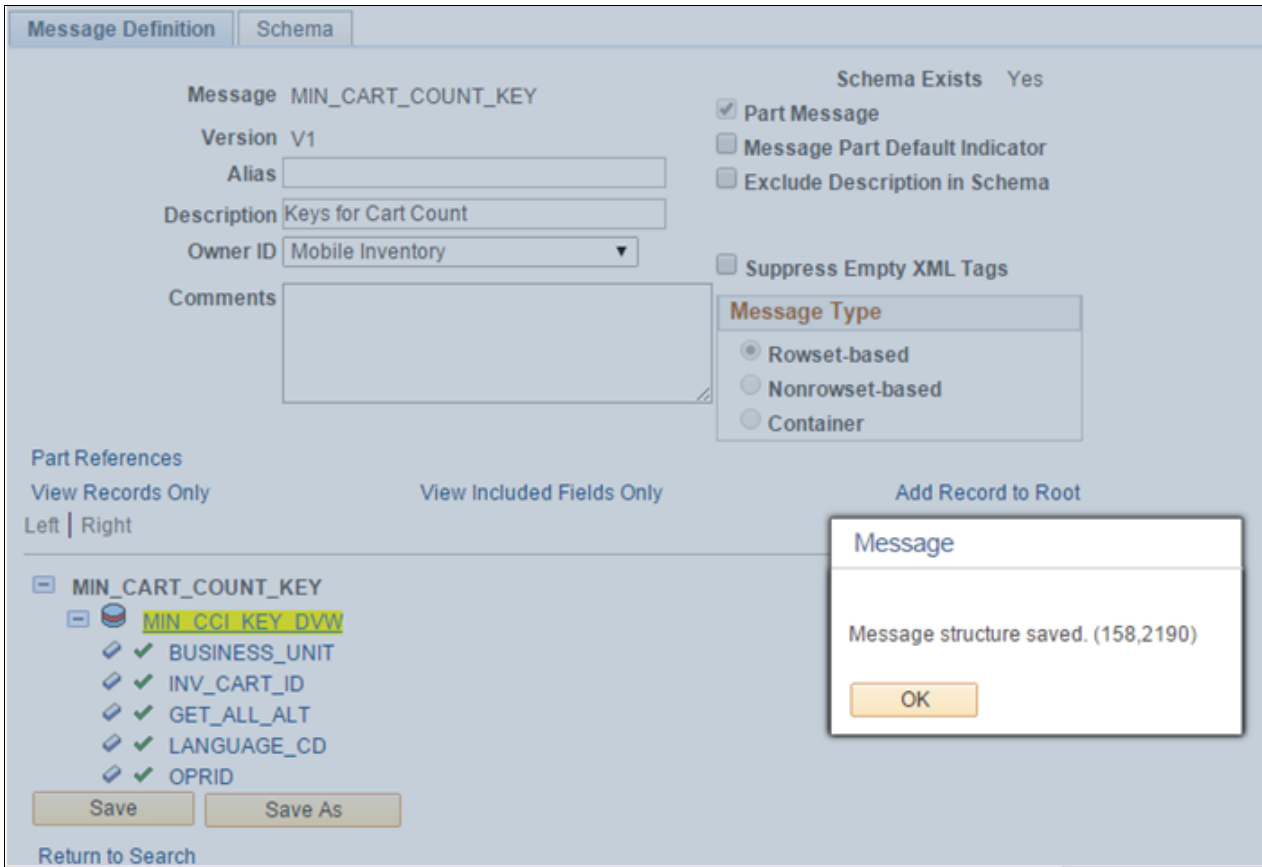 Message Definition
Schema
Message MIN_CART_COUNT_KEY
Version V1
Alias
Description Keys for Cart Count
Owner ID Mobile Inventory
Comments
Schema Exists Yes
Part Message
Message Part Default Indicator
Exclude Description in Schema
Suppress Empty XML Tags
Message Type
Rowset-based
Nonrowset-based
Container
Part References
View Records Only View Included Fields Only Add Record to Root
Left | Right
MIN_CART_COUNT_KEY
MIN_CCI_KEY_DVW
BUSINESS_UNIT
INV_CART_ID
GET_ALL_ALT
LANGUAGE_CD
OPRID
Save Save As
Return to Search
Message
Message structure saved. (158,2190)
OK